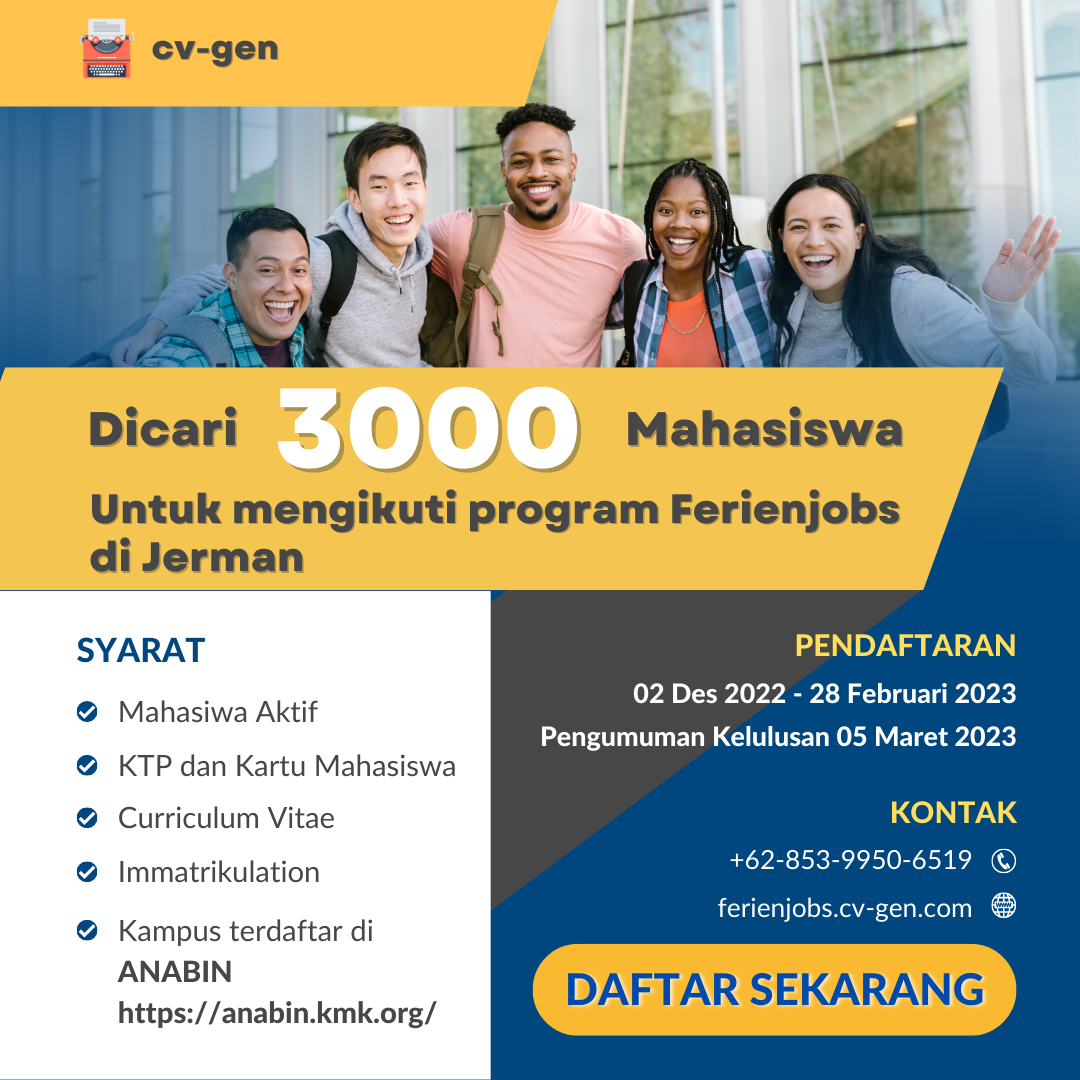 cv-gen
Dicari 3000 Mahasiswa
Untuk mengikuti program Ferienjobs
di Jerman
SYARAT
Mahasiwa Aktif
KTP dan Kartu Mahasiswa
Curriculum Vitae
Immatrikulation
Kampus terdaftar di
ANABIN
https://anabin.kmk.org/
PENDAFTARAN
02 Des 2022 - 28 Februari 2023
Pengumuman Kelulusan 05 Maret 2023
KONTAK
+62-853-9950-6519
ferienjobs.cv-gen.com
DAFTAR SEKARANG